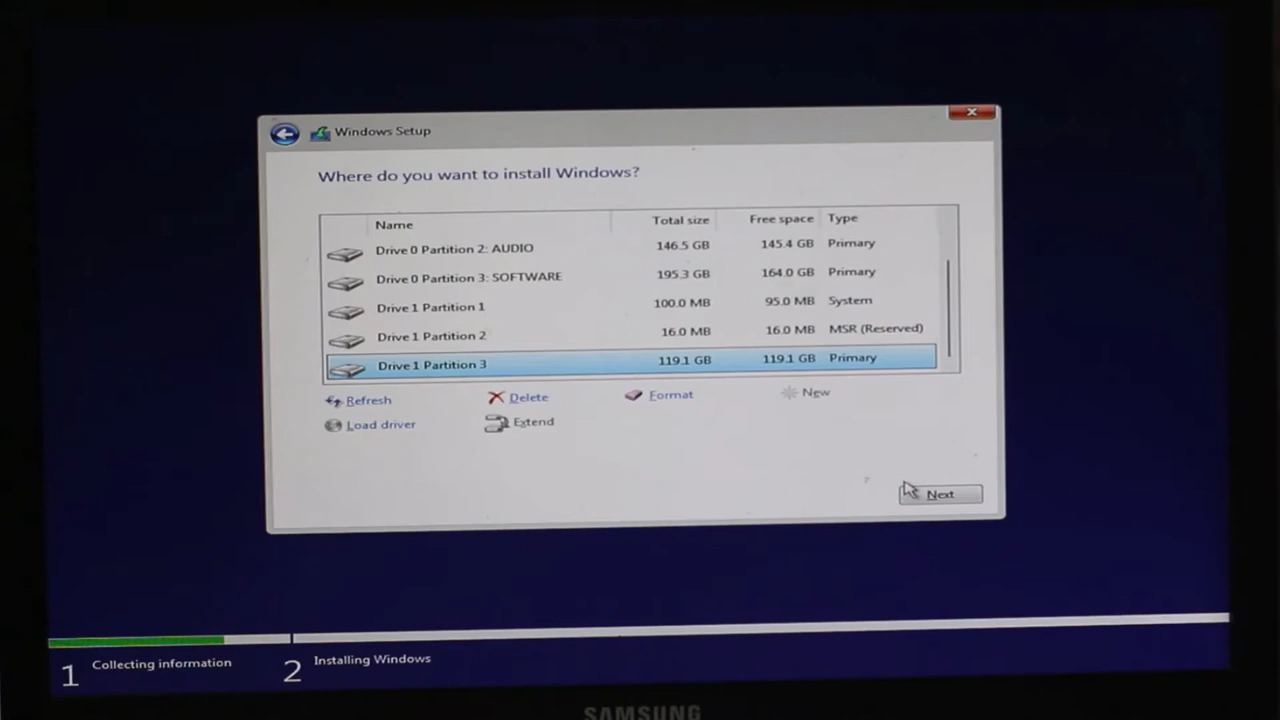 Windows Setup
Where do you want to install Windows?
Name Total size Free space Type
Drive 0 Partition 2: AUDIO 146.5 GB 145.4 GB Primary
Drive 0 Partition 3: SOFTWARE 195.3 GB 164.0 GB Primary
Drive 1 Partition 1 100.0 MB 95.0 MB System
Drive 1 Partition 2 16.0 MB 16.0 MB MSR (Reserved)
Drive 1 Partition 3 119.1 GB 119.1 GB Primary
Refresh Delete Format New
Load driver Extend
Next
1 Collecting information 2 Installing Windows
SAMSUNG